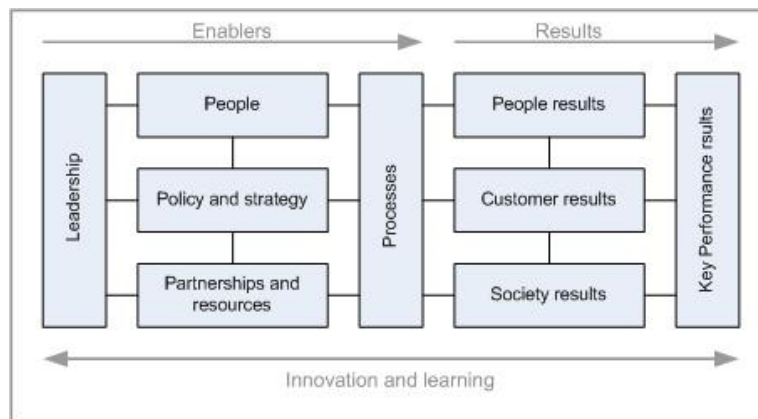 Enablers
Results
Leadership
People
Policy and strategy
Partnerships and
resources
Processes
People results
Customer results
Society results
Key Performance rsults
Innovation and learning